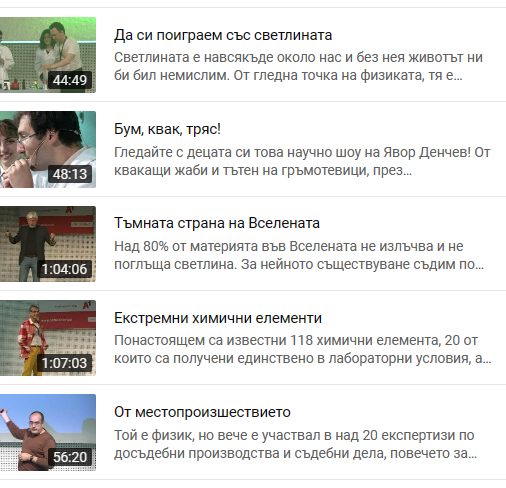 Да си поиграем със светлината
Светлината е навсякъде около нас и без нея животът ни
би бил немислим. От гледна точка на физиката, тя е…
44:49
Бум, квак, тряс!
Гледайте с децата си това научно шоу на Явор Денчев! От
квакащи жаби и тътен на гръмотевици, през…
48:13
Тъмната страна на Вселената
Над 80% от материята във Вселената не излъчва и не
поглъща светлина. За нейното съществуване съдим по…
1:04:06
Екстремни химични елементи
Понастоящем са известни 118 химични елемента, 20 от
които са получени единствено в лабораторни условия, а…
1:07:03
От местопроизшествието
Той е физик, но вече е участвал в над 20 експертизи по
досъдебни производства и съдебни дела, повечето за…
56:20